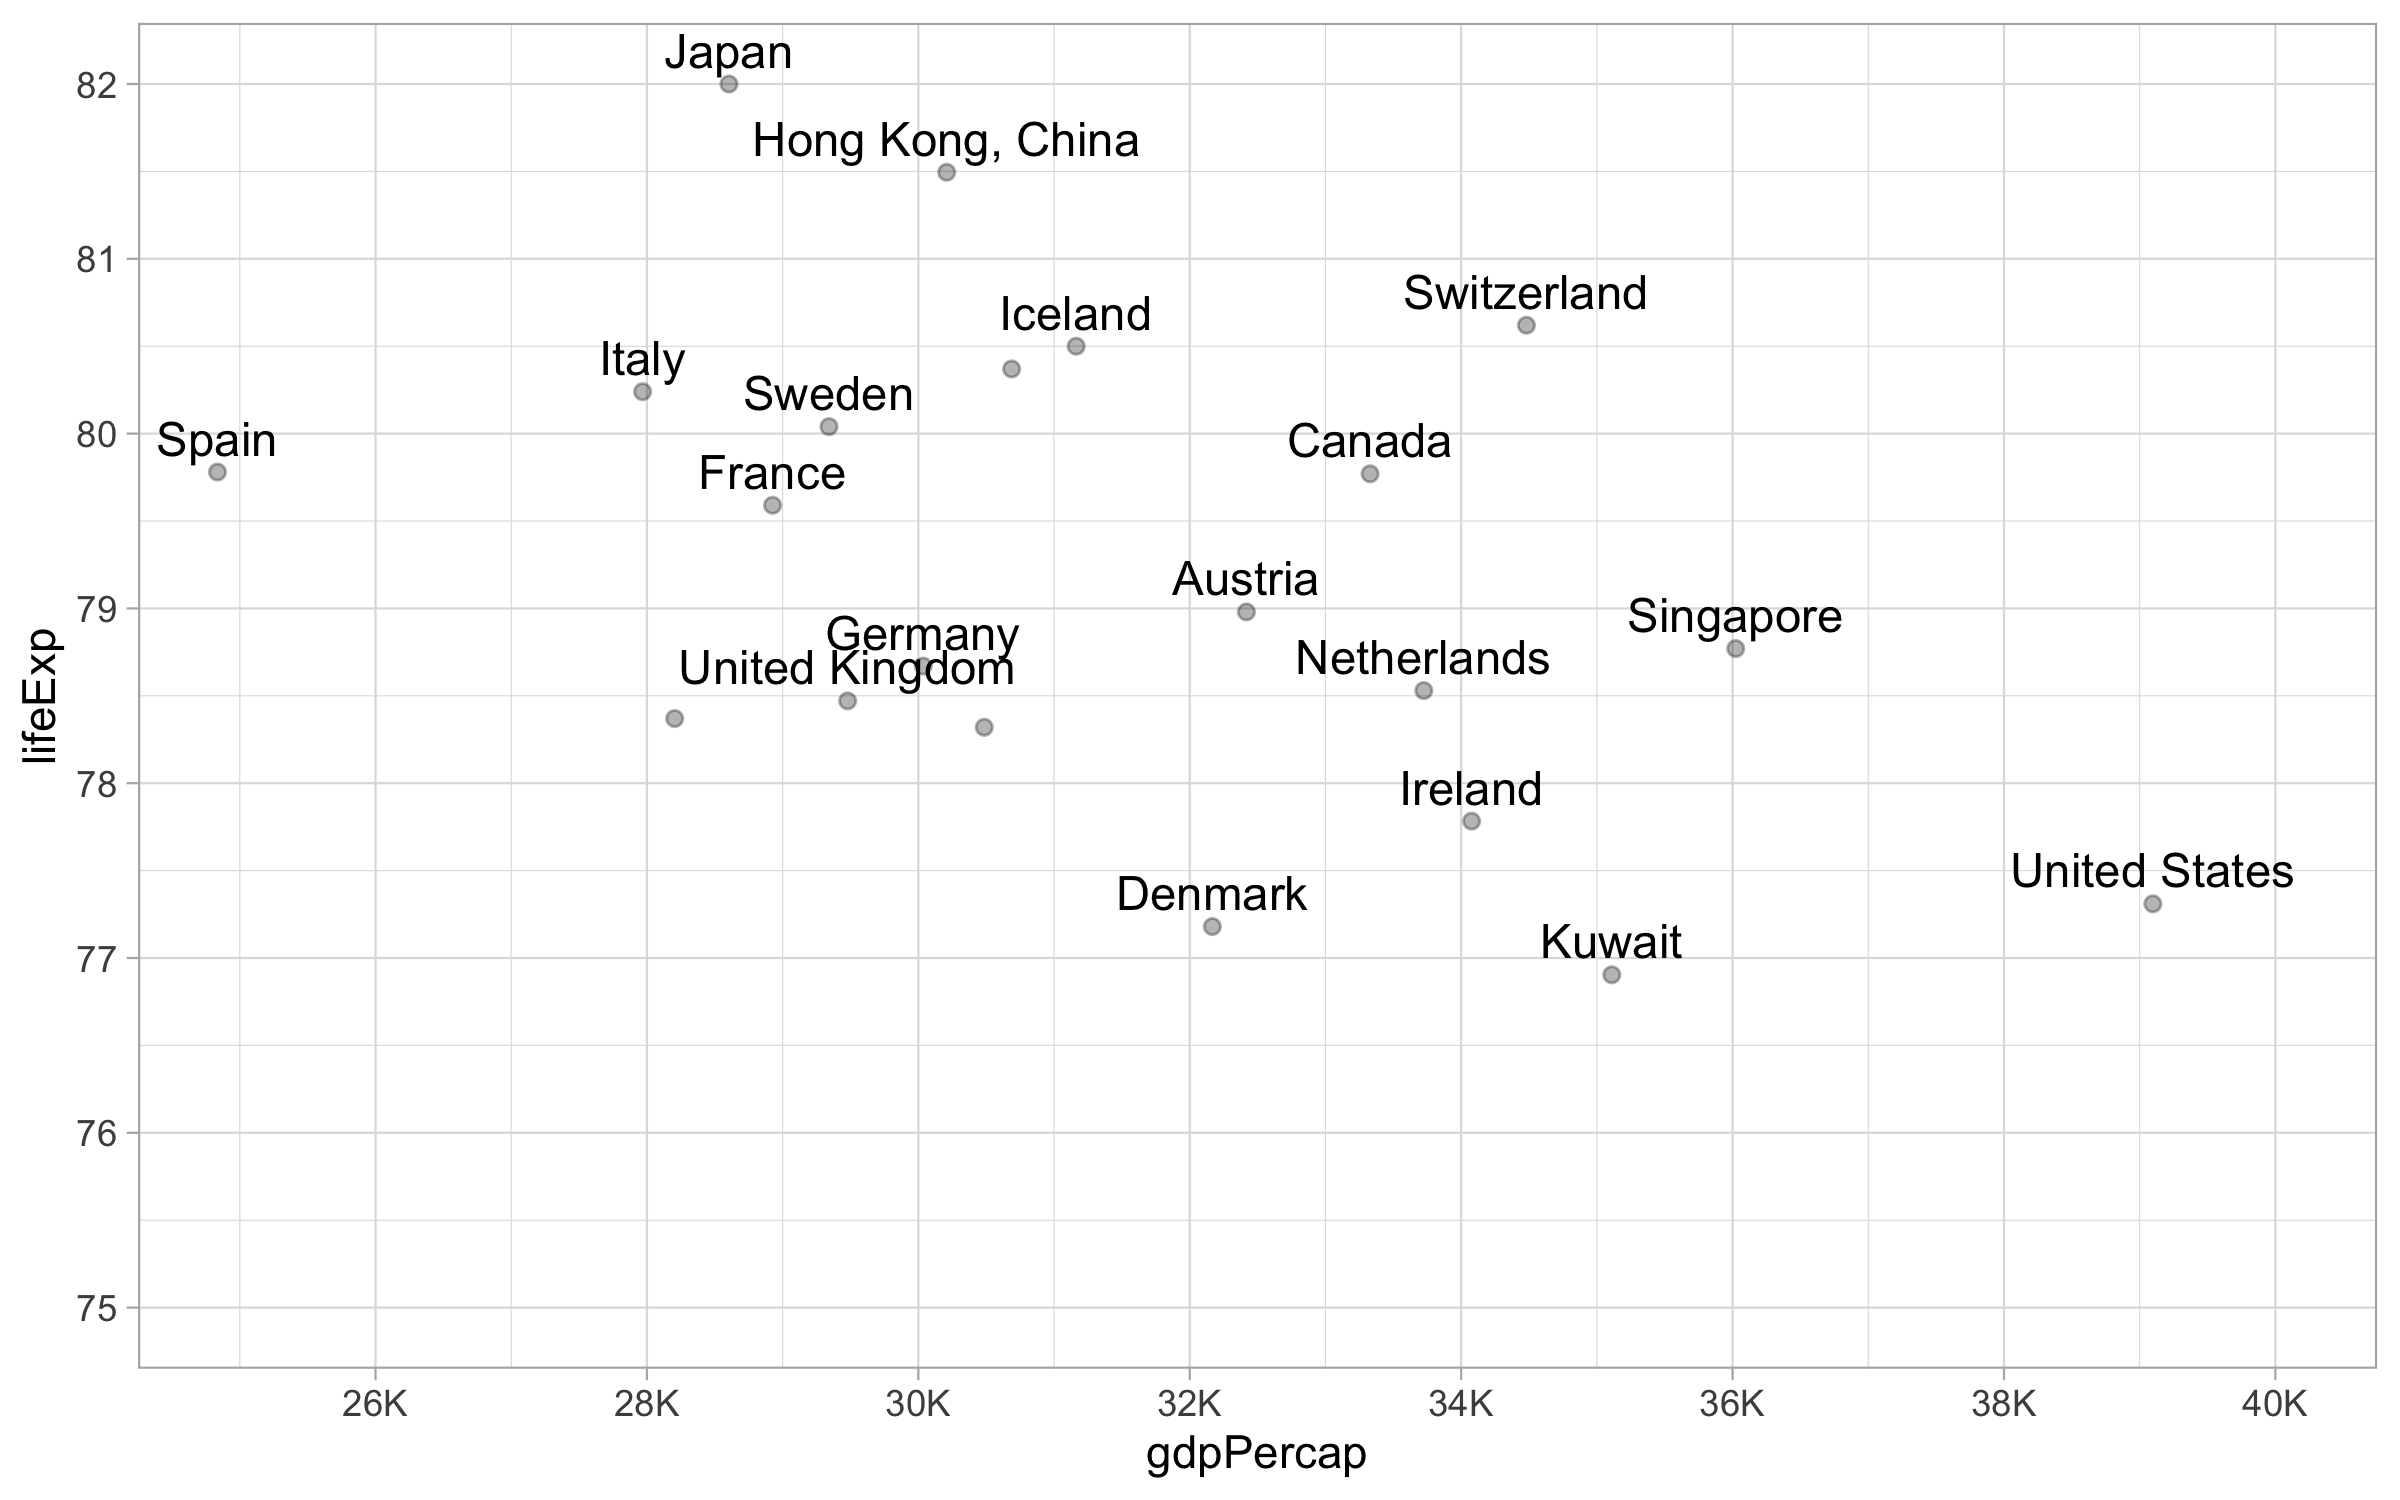 Japan
82
Hong Kong, China
81
Switzerland
Iceland
Italy
Sweden
80
Spain
Canada
France
Austria
79
Singapore
Germany
Netherlands
United Kingdom
lifeExp
78
Ireland
United States
Denmark
Kuwait
77
76
75
26K 28K 30K 32K 34K 36K 38K 40K
gdpPercap